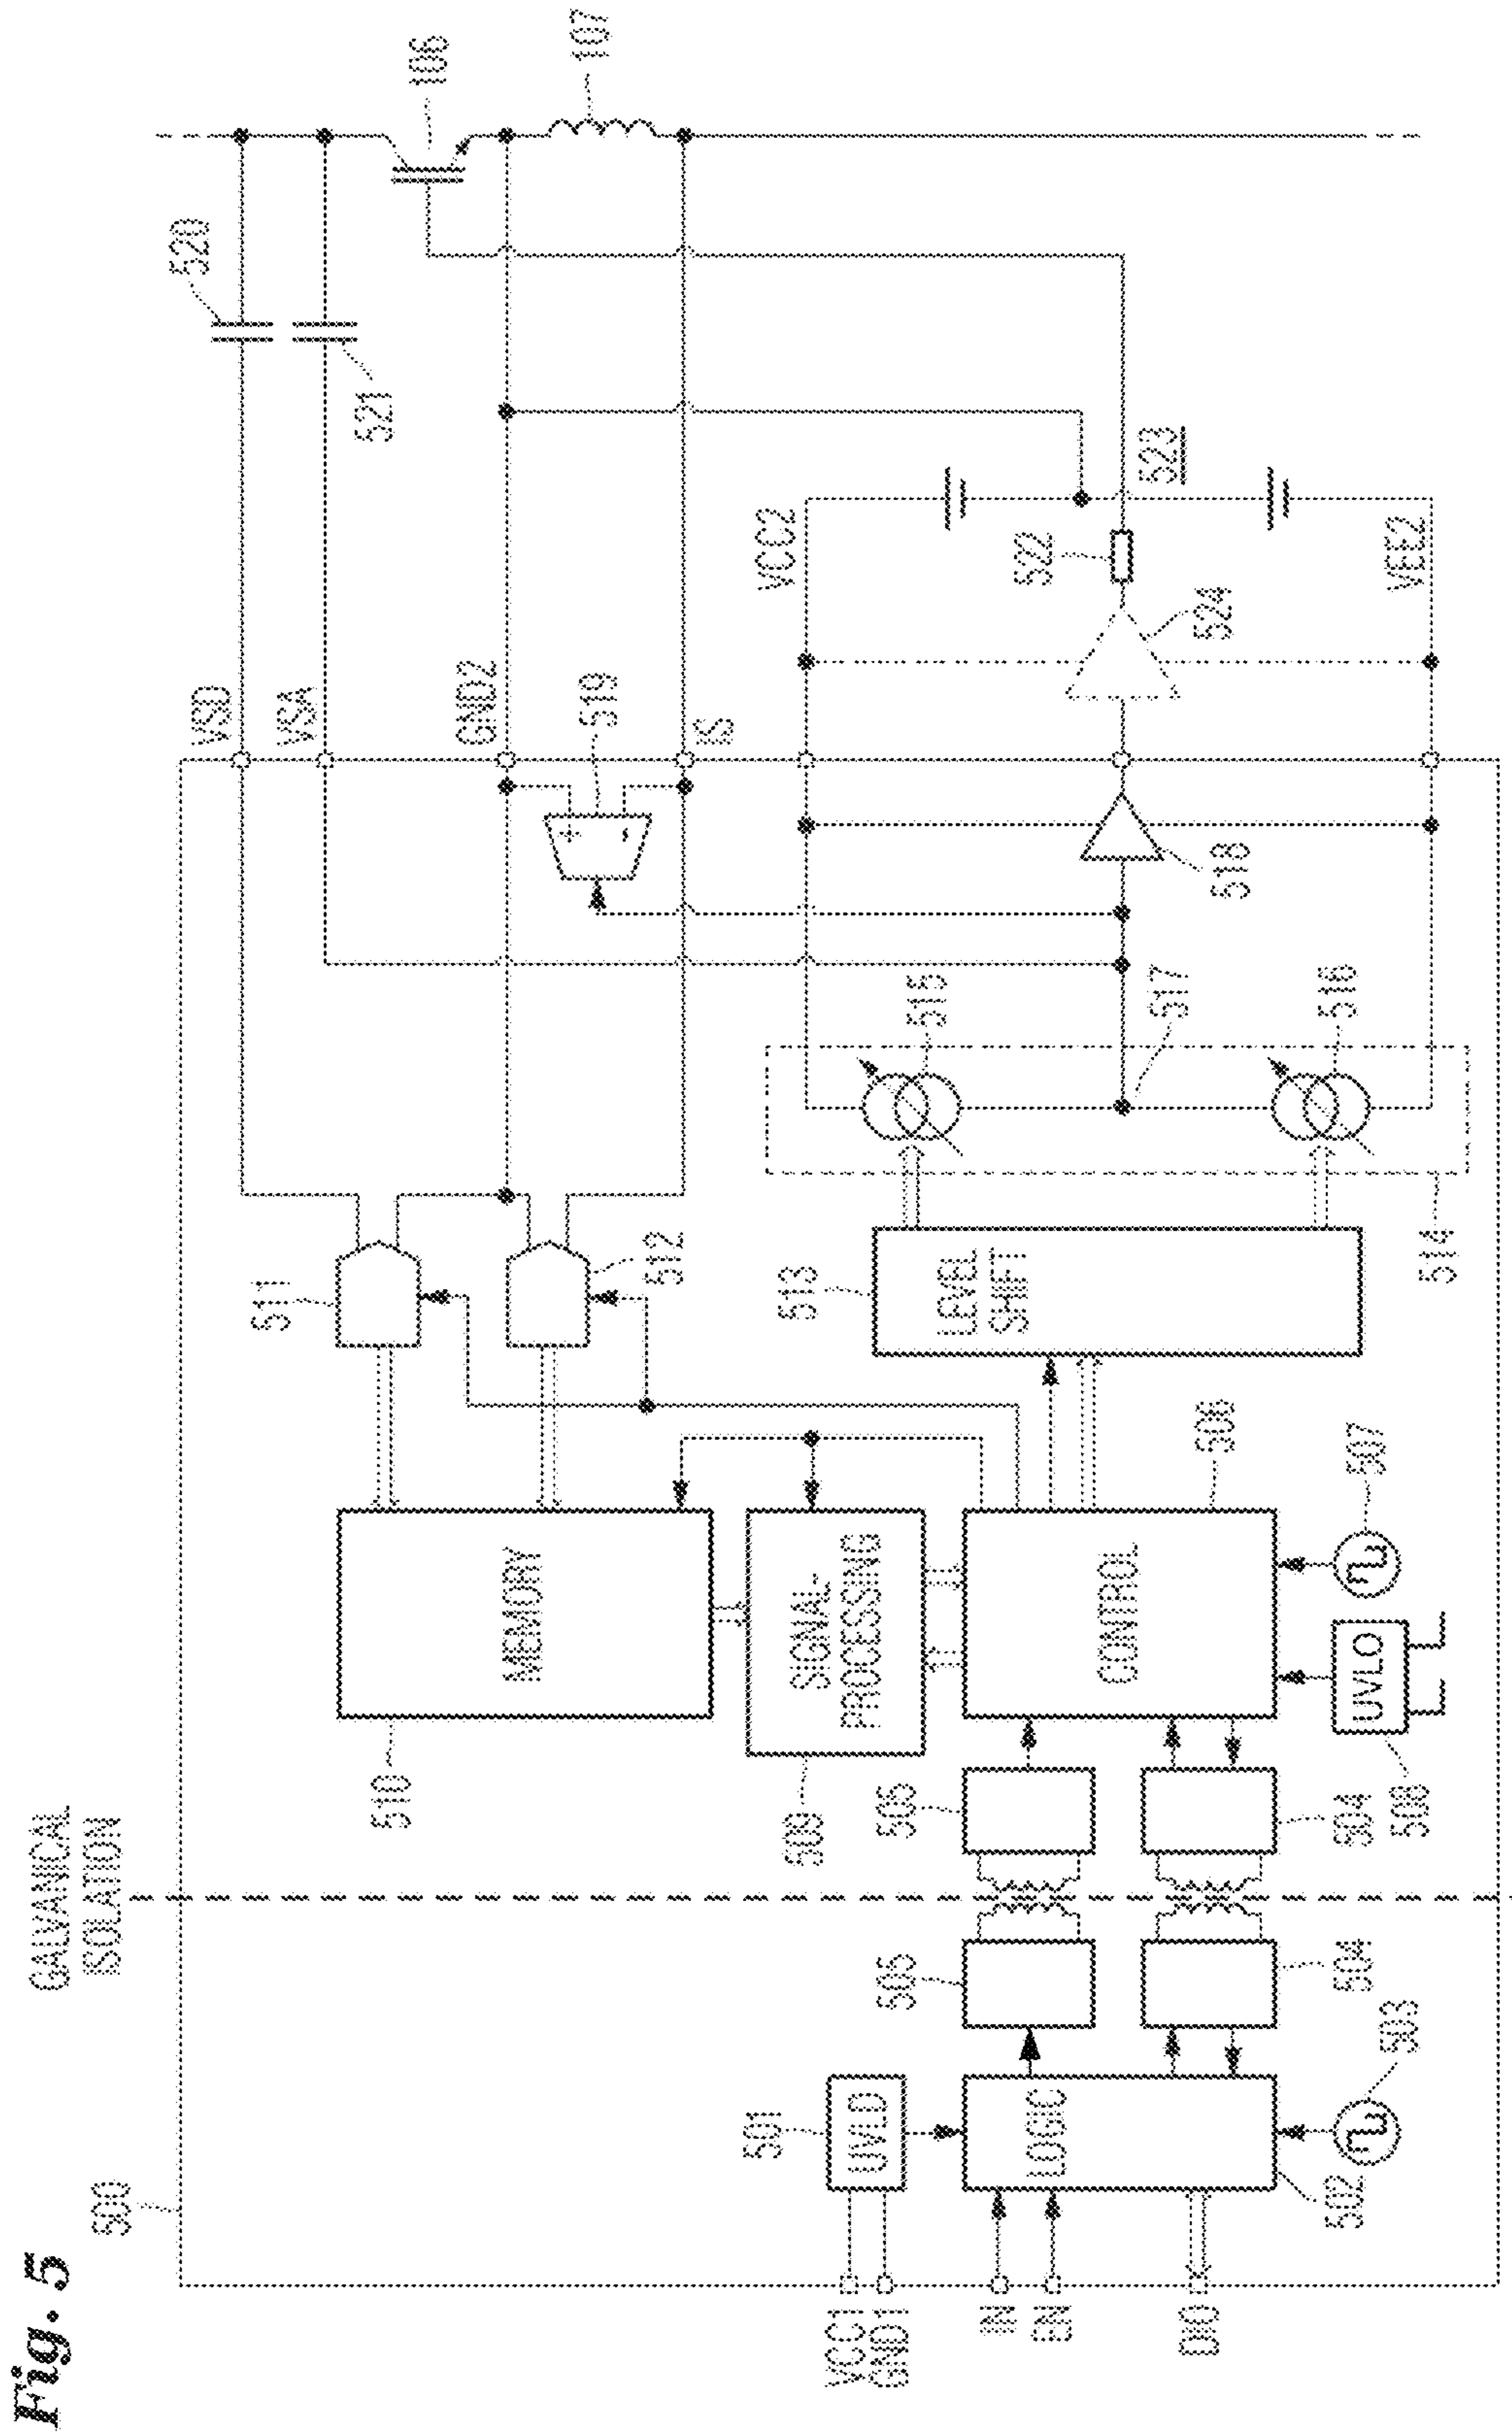 Fig. 5
500
GALVANICAL
ISOLATION
VCC1
GND1
IN
EN
DIO
501
UVLD
LOGIC
502
503
505
504
505
504
510
MEMORY
509
SIGNAL-
PROCESSING
CONTROL
506
507
UVLO
508
511
512
513
LEVEL
SHIFT
514
515
516
517
518
519
VSD
VSA
GND2
IS
VCC2
VEE2
520
521
522
523
524
106
107